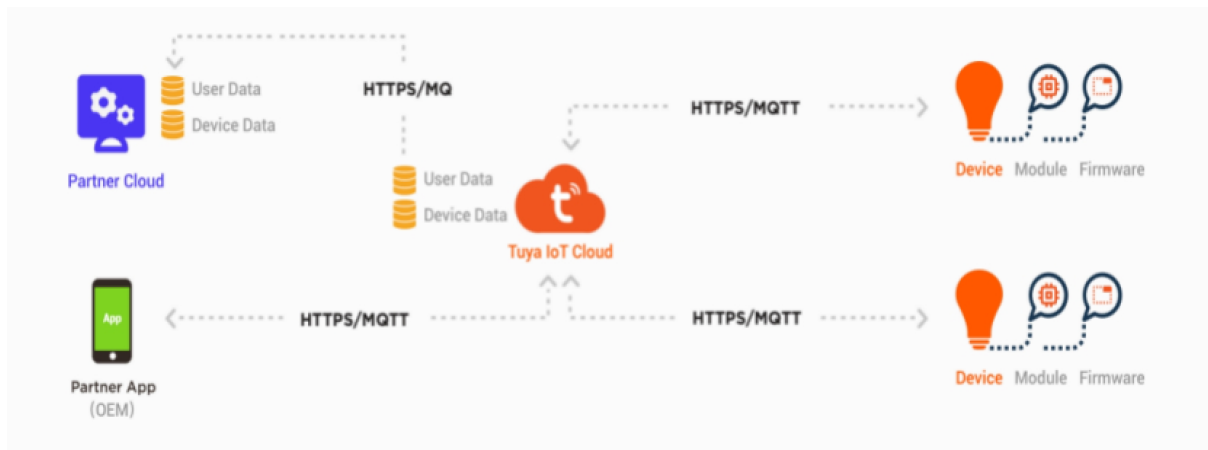 HTTPS/MQ
User Data
Device Data
Partner Cloud
User Data
Device Data
Tuya IoT Cloud
HTTPS/MQTT
Device Module Firmware
App
Partner App
(OEM)
HTTPS/MQTT
HTTPS/MQTT
Device Module Firmware